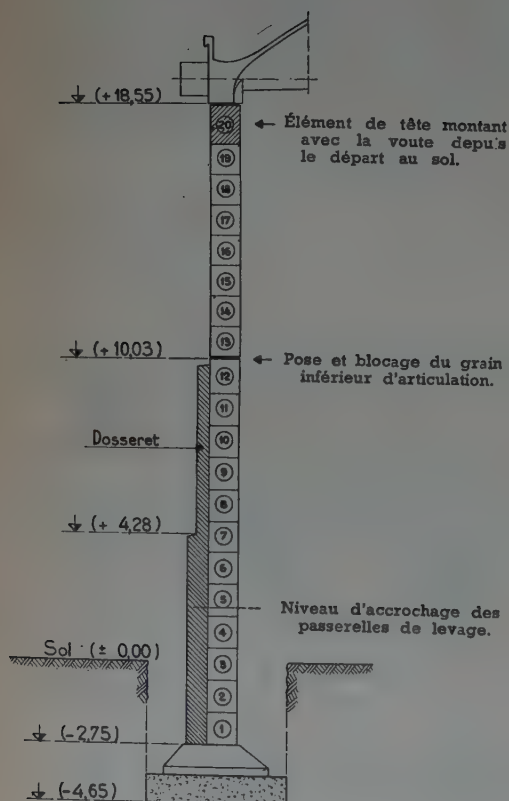 (+18,55)
20
Élément de tête montant
avec la voute depuis
le départ au sol.
19
18
17
16
15
14
13
(+10,03)
Pose et blocage du grain
inférieur d'articulation.
12
11
10
Dosseret
9
8
(+ 4,28)
7
6
5
Niveau d'accrochage des
passerelles de levage.
4
Sol : (± 0,00)
3
2
1
(-2,75)
(-4,65)